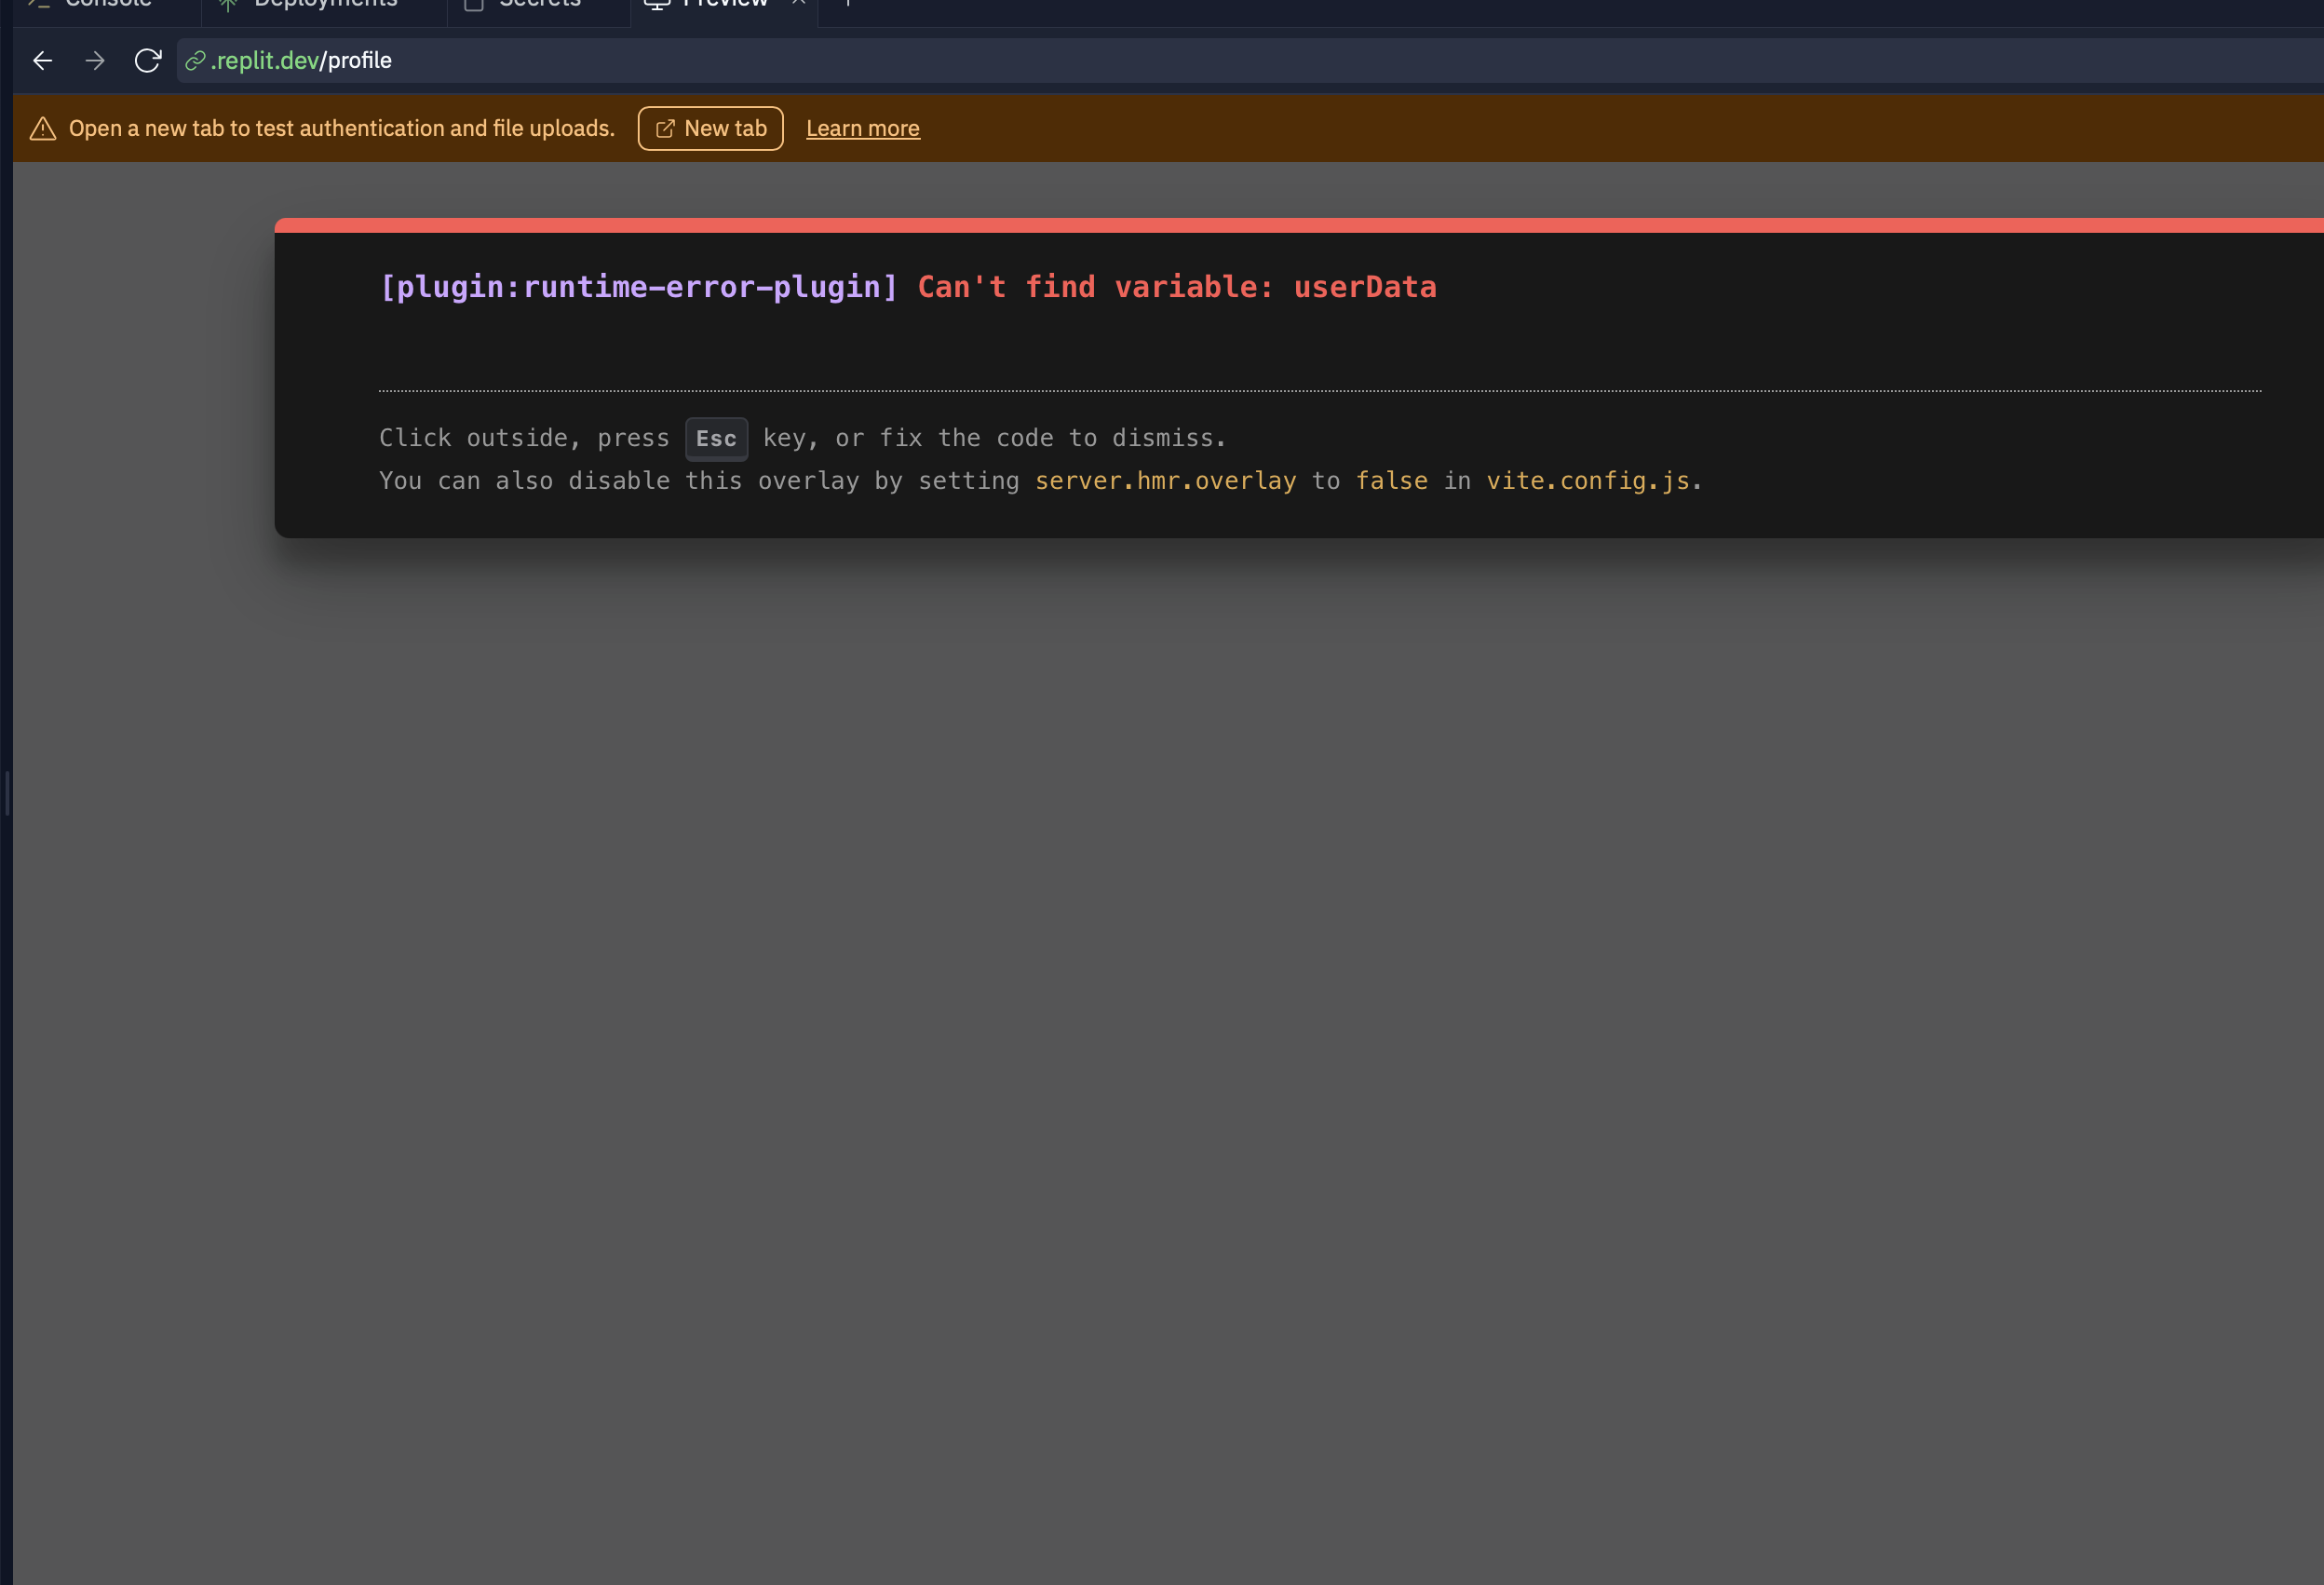 Console Deployments Secrets Preview
.replit.dev/profile
Open a new tab to test authentication and file uploads. New tab Learn more
[plugin:runtime-error-plugin] Can't find variable: userData
Click outside, press Esc key, or fix the code to dismiss.
You can also disable this overlay by setting server.hmr.overlay to false in vite.config.js.